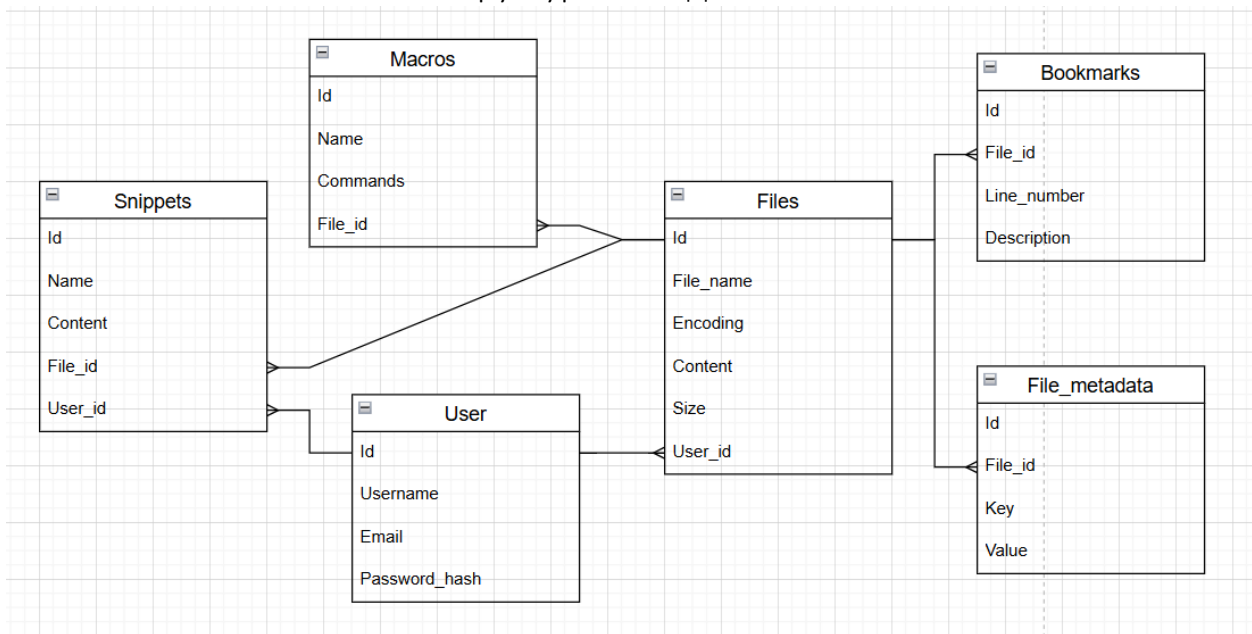 Macros
Id
Name
Commands
File_id
Bookmarks
Id
File_id
Line_number
Description
Snippets
Id
Name
Content
File_id
User_id
Files
Id
File_name
Encoding
Content
Size
User_id
User
Id
Username
Email
Password_hash
File_metadata
Id
File_id
Key
Value